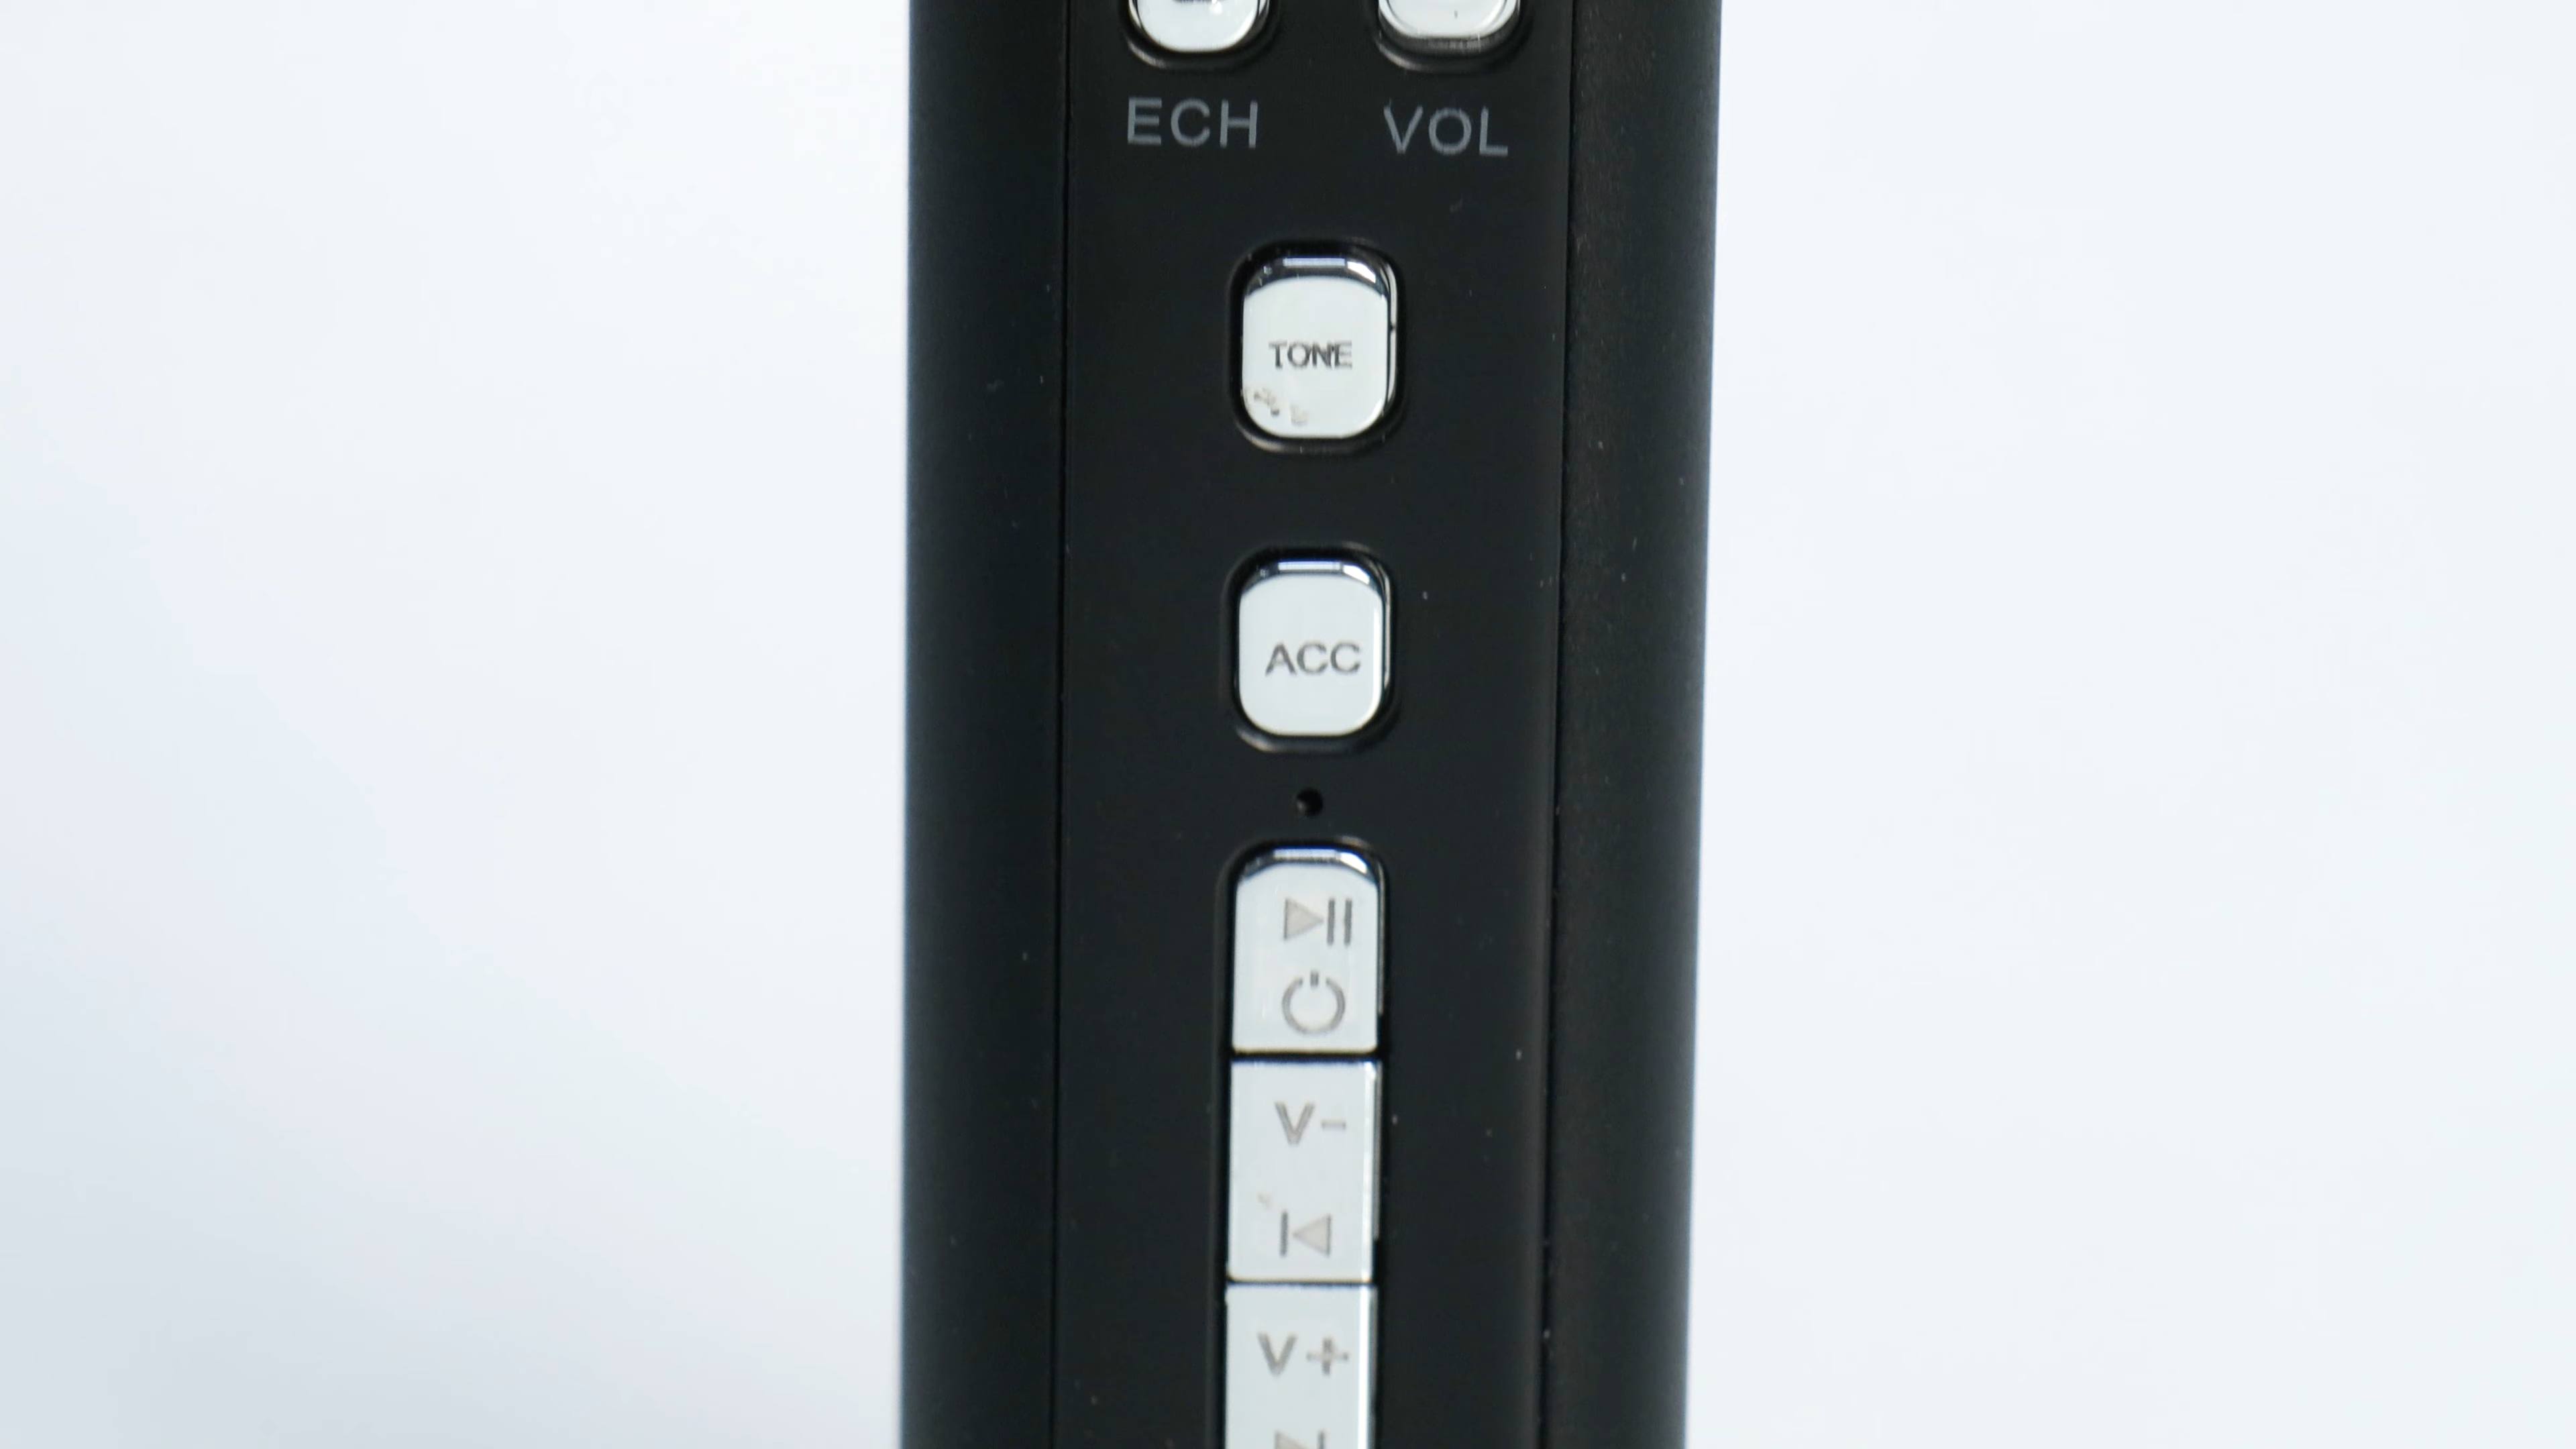 ECH VOL
TONE
ACC
V-
V+